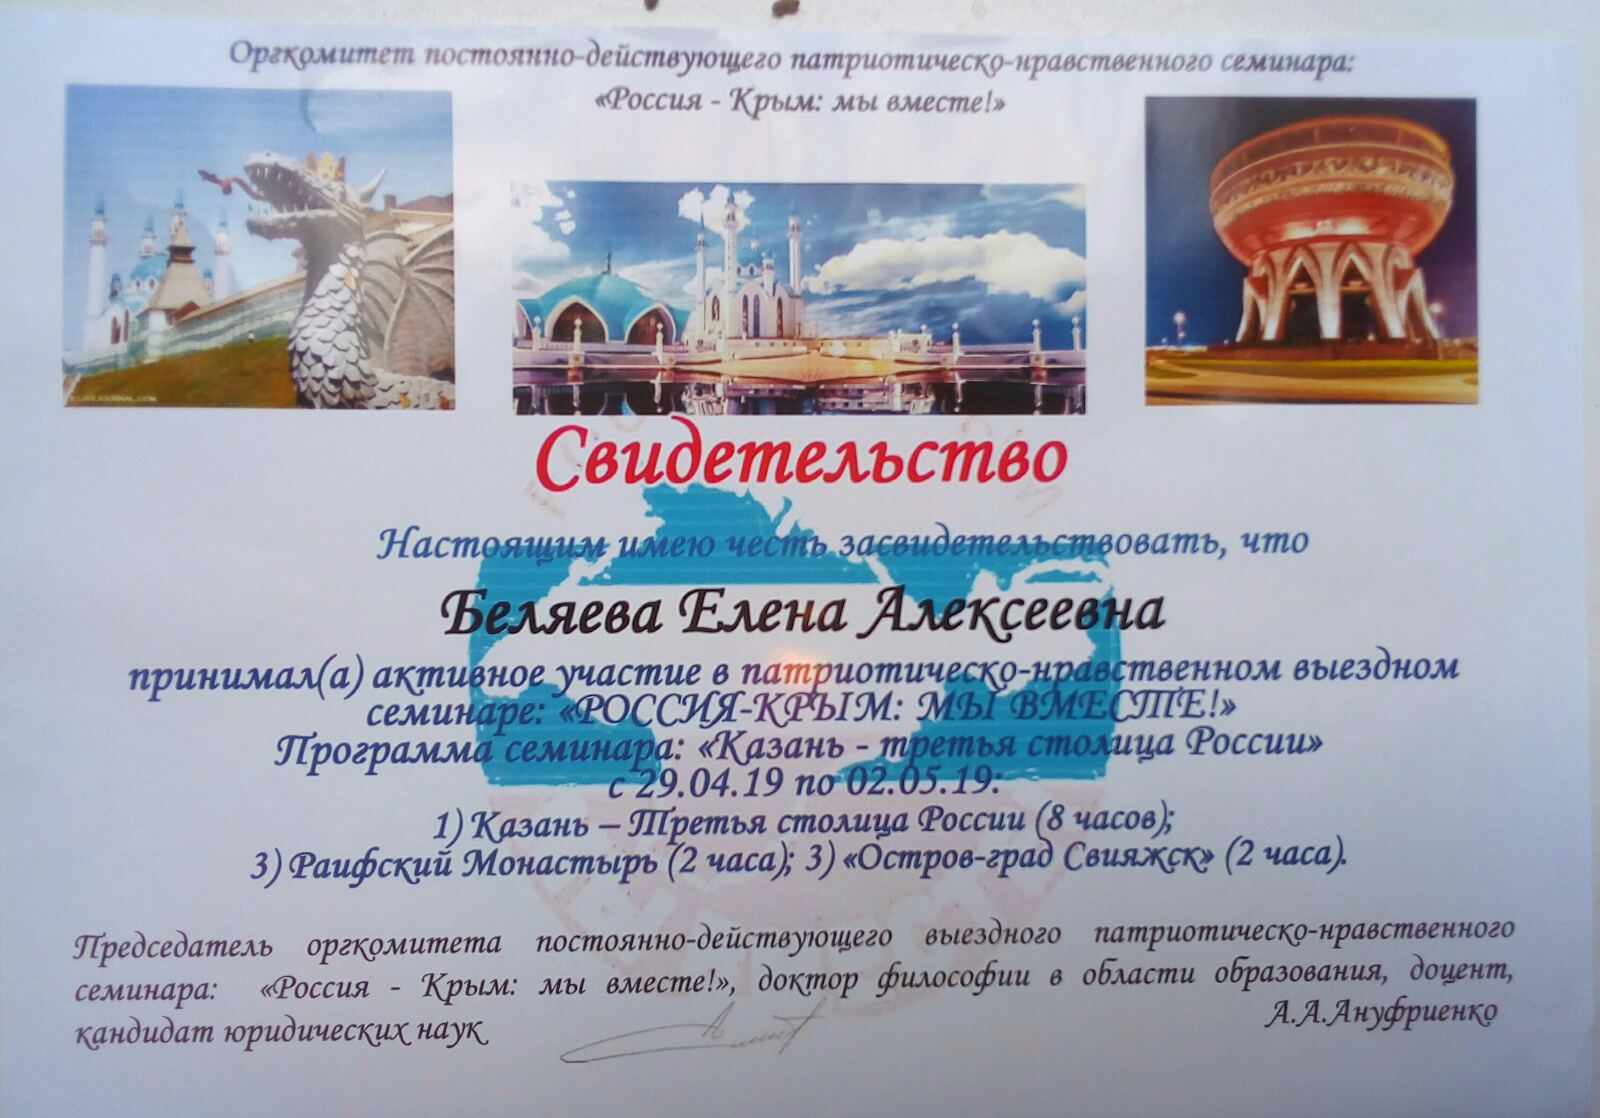 Оргкомитет постоянно-действующего патриотическо-нравственного семинара:
«Россия - Крым: мы вместе!»
Свидетельство
Настоящим имею честь засвидетельствовать, что
Беляева Елена Алексеевна
принимал(а) активное участие в патриотическо-нравственном выездном
семинаре: «РОССИЯ-КРЫМ: МЫ ВМЕСТЕ!»
Программа семинара: «Казань - третья столица России»
с 29.04.19 по 02.05.19:
1) Казань – Третья столица России (8 часов);
3) Раифский Монастырь (2 часа); 3) «Остров-град Свияжск» (2 часа).
Председатель оргкомитета постоянно-действующего выездного патриотическо-нравственного
семинара: «Россия - Крым: мы вместе!», доктор философии в области образования, доцент,
кандидат юридических наук А.А.Ануфриенко